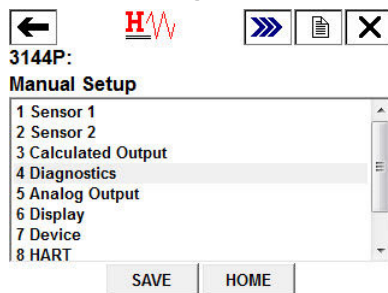 H
3144P:
Manual Setup
1 Sensor 1
2 Sensor 2
3 Calculated Output
4 Diagnostics
5 Analog Output
6 Display
7 Device
8 HART
SAVE HOME